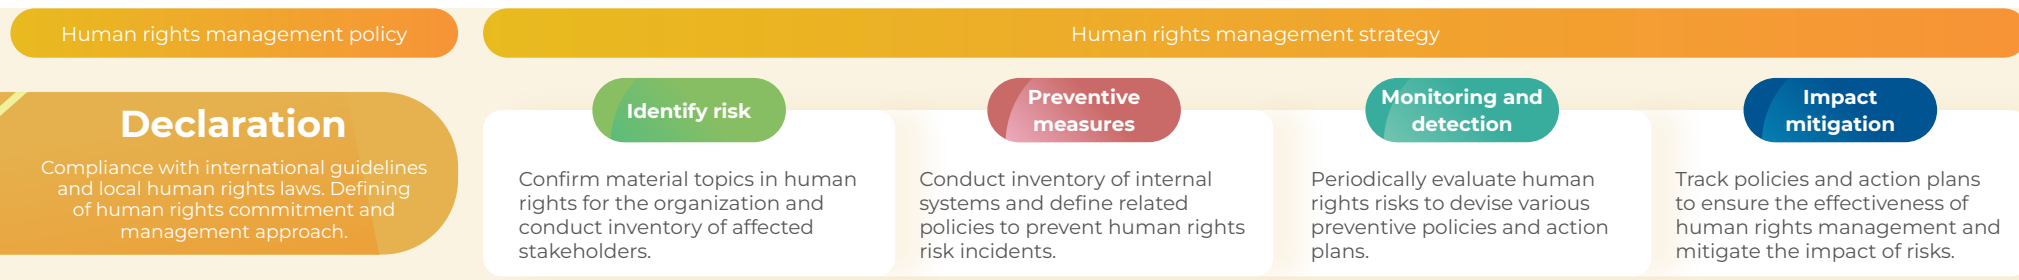 Human rights management policy
Human rights management strategy
Declaration
Compliance with international guidelines
and local human rights laws. Defining
of human rights commitment and
management approach.
Identify risk
Confirm material topics in human
rights for the organization and
conduct inventory of affected
stakeholders.
Preventive
measures
Conduct inventory of internal
systems and define related
policies to prevent human rights
risk incidents.
Monitoring and
detection
Periodically evaluate human
rights risks to devise various
preventive policies and action
plans.
Impact
mitigation
Track policies and action plans
to ensure the effectiveness of
human rights management and
mitigate the impact of risks.